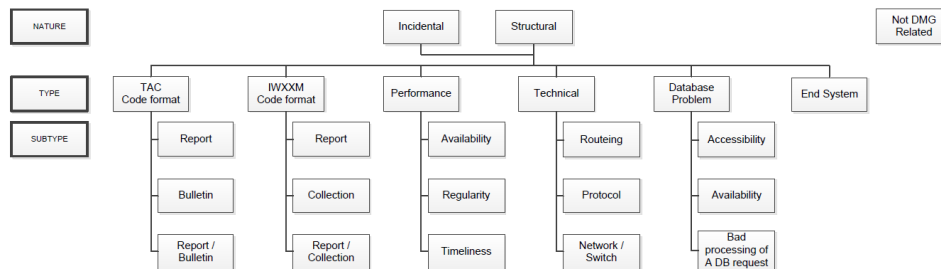 NATURE
Incidental
Structural
Not DMG
Related
TYPE
TAC
Code format
IWXXM
Code format
Performance
Technical
Database
Problem
End System
SUBTYPE
Report
Report
Availability
Routeing
Accessibility
Bulletin
Collection
Regularity
Protocol
Availability
Report /
Bulletin
Report /
Collection
Timeliness
Network /
Switch
Bad
processing of
A DB request